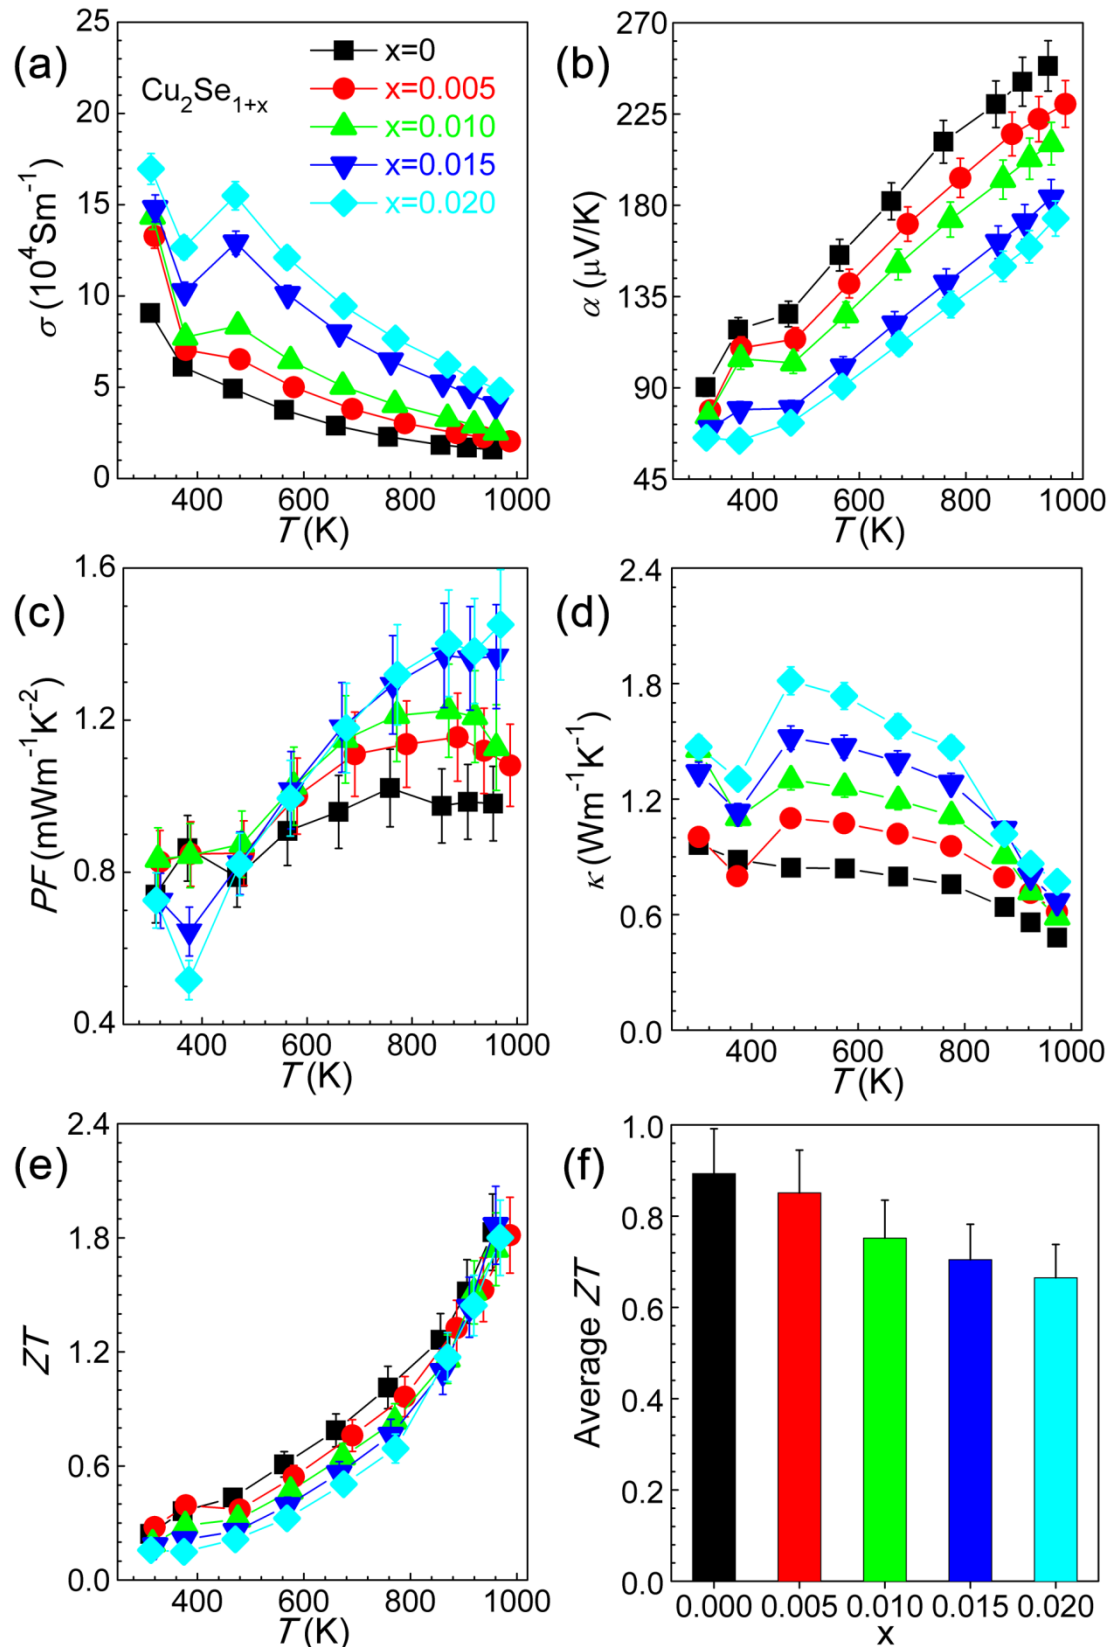 (a)
Cu2Se1+x
x=0
x=0.005
x=0.010
x=0.015
x=0.020
25
20
15
10
5
0
σ (10⁴Sm⁻¹)
400 600 800 1000
T (K)
(b)
270
225
180
135
90
45
α (μV/K)
400 600 800 1000
T (K)
(c)
1.6
1.2
0.8
0.4
PF (mWm⁻¹K⁻²)
400 600 800 1000
T (K)
(d)
2.4
1.8
1.2
0.6
0.0
κ (Wm⁻¹K⁻¹)
400 600 800 1000
T (K)
(e)
2.4
1.8
1.2
0.6
0.0
ZT
400 600 800 1000
T (K)
(f)
1.0
0.8
0.6
0.4
0.2
0.0
Average ZT
0.000 0.005 0.010 0.015 0.020
x